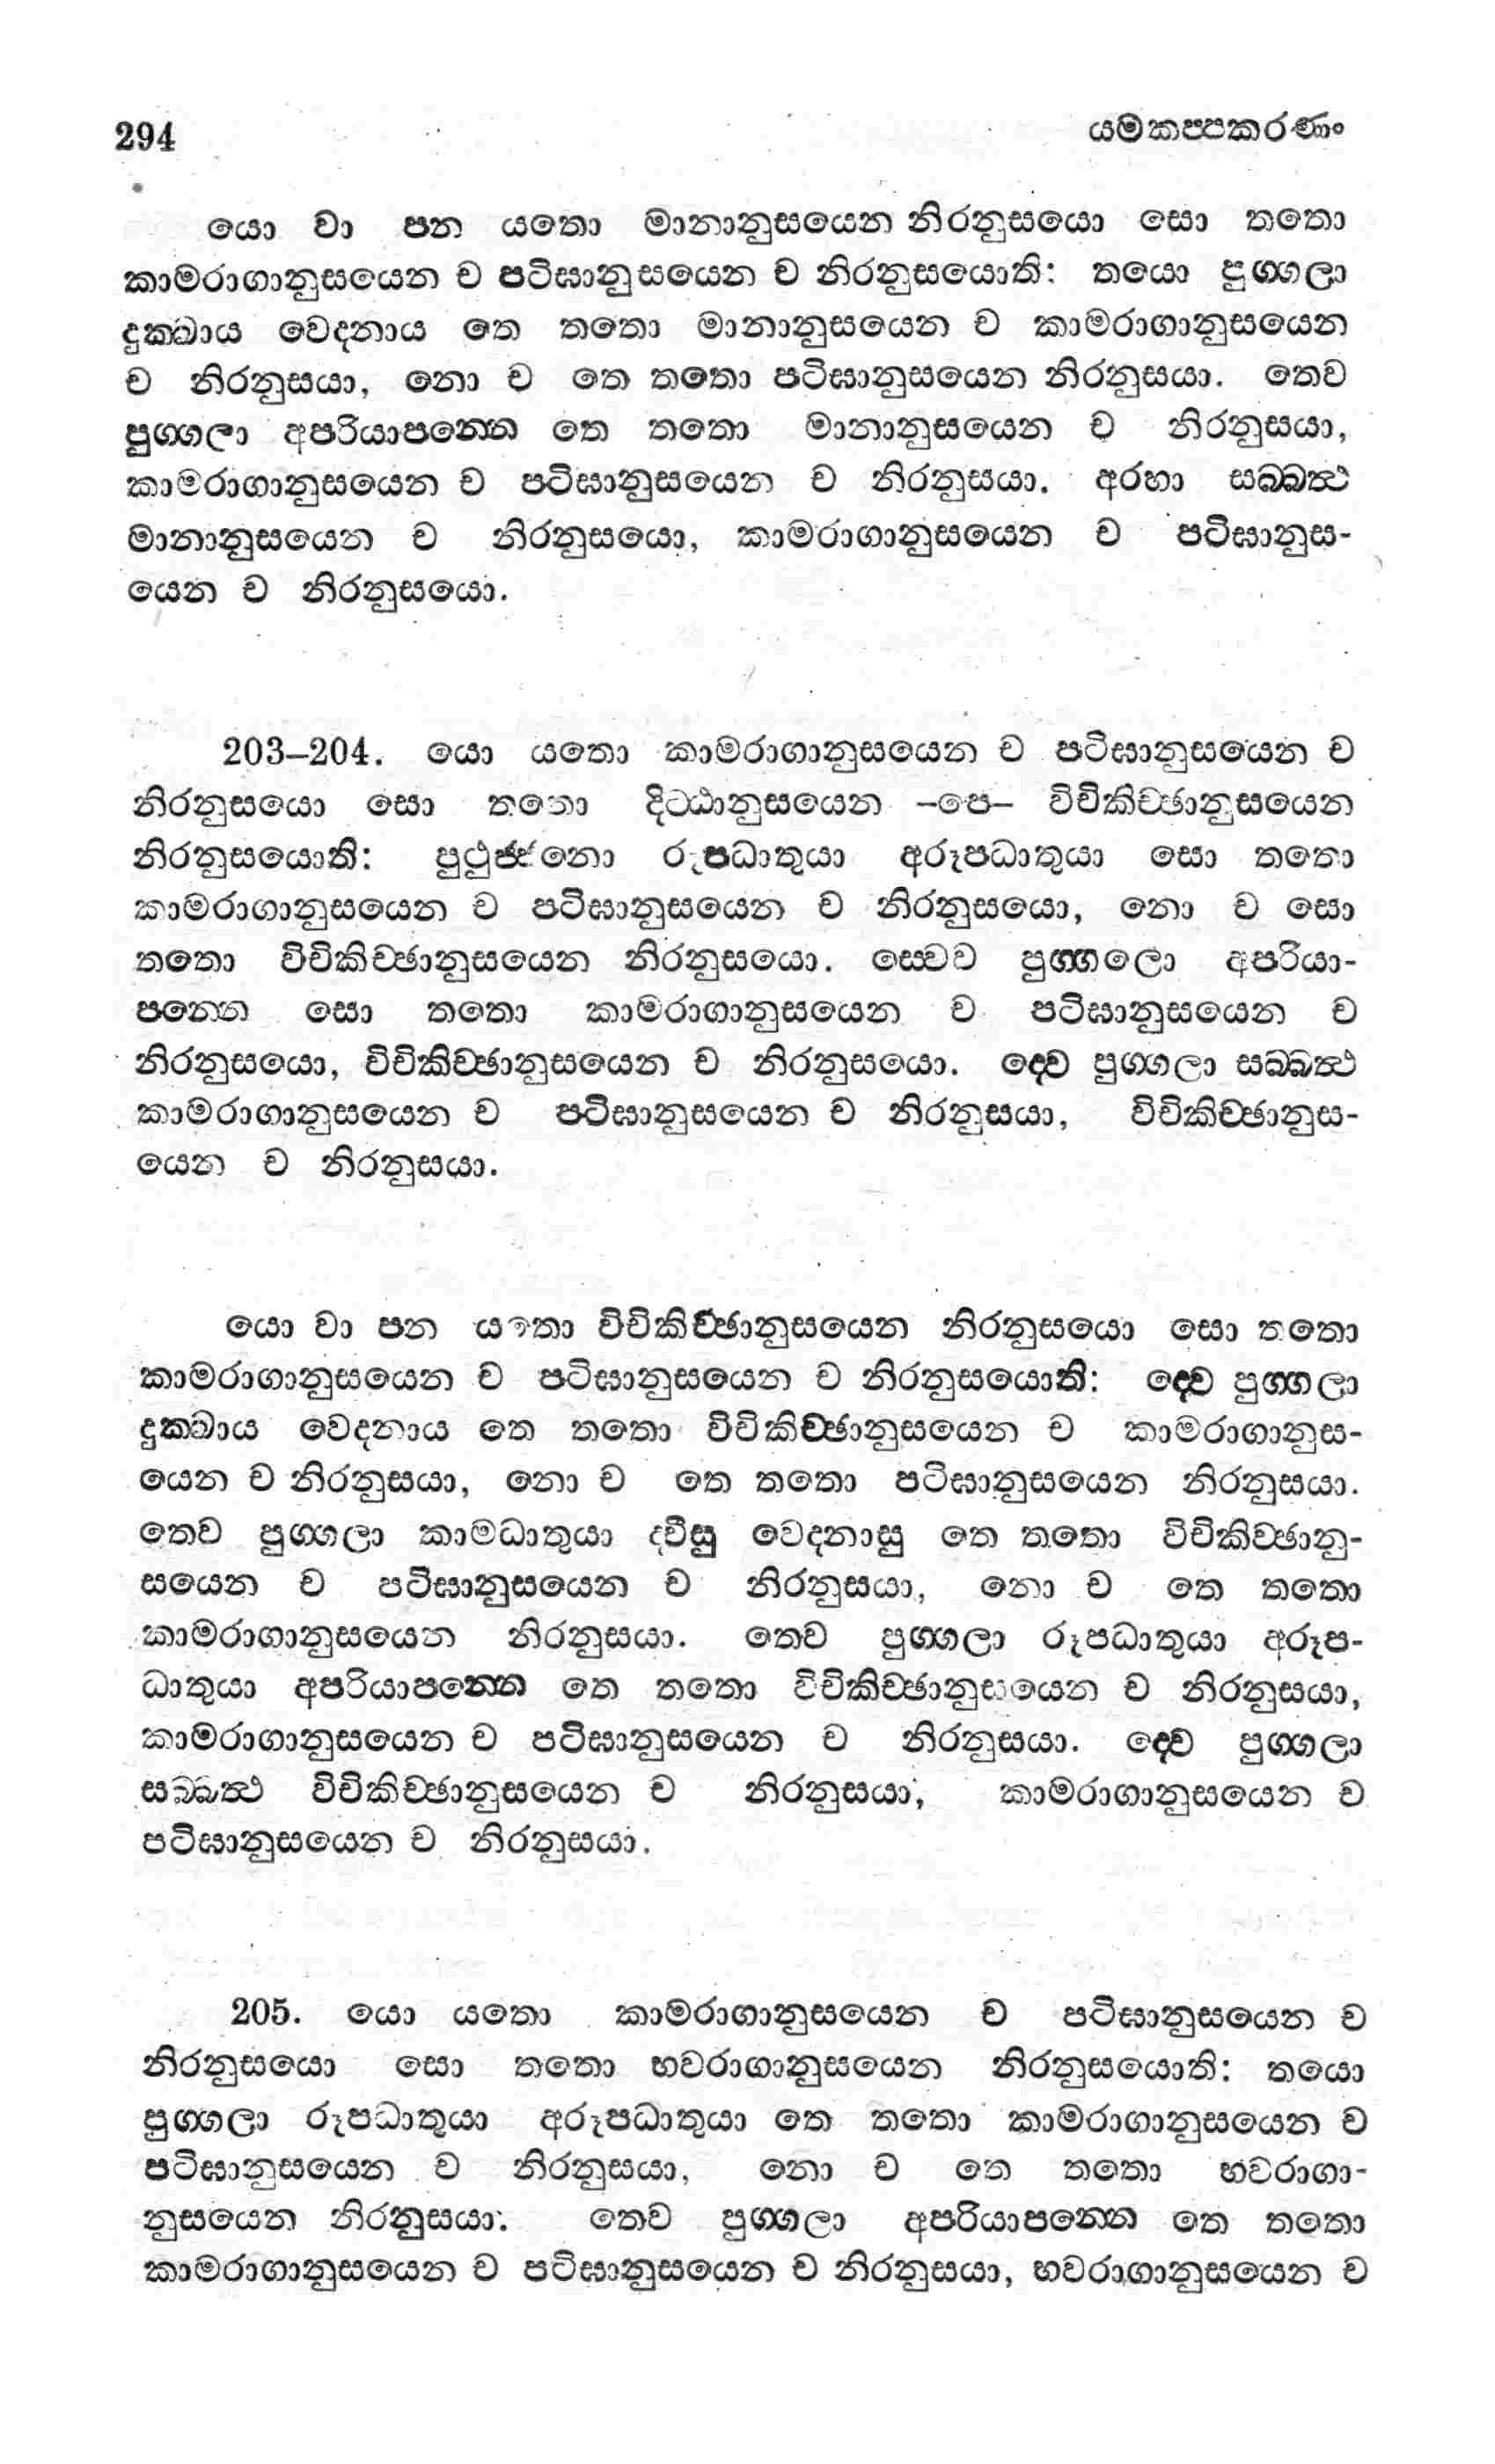 294
යමකප්පකරණං
යො වා පන යතො මානානුසයෙන නිරනුසයො සො තතො
කාමරාගානුසයෙන ච පටිඝානුසයෙන ච නිරනුසයොති: තයො පුග්ගලා
දුක්ඛාය වෙදනාය තෙ තතො මානානුසයෙන ච කාමරාගානුසයෙන
ච නිරනුසයා, නො ච තෙ තතො පටිඝානුසයෙන නිරනුසයා. තෙව
පුග්ගලා අපරියාපන්නෙ තෙ තතො මානානුසයෙන ච නිරනුසයා,
කාමරාගානුසයෙන ච පටිඝානුසයෙන ච නිරනුසයා. අරහා සබ්බත්ථ
මානානුසයෙන ච නිරනුසයො, කාමරාගානුසයෙන ච පටිඝානුස-
යෙන ච නිරනුසයො.
203–204. යො යතො කාමරාගානුසයෙන ච පටිඝානුසයෙන ච
නිරනුසයො සො තතො දිට්ඨානුසයෙන –පෙ– විචිකිච්ඡානුසයෙන
නිරනුසයොති: පුථුජ්ජනො රූපධාතුයා අරූපධාතුයා සො තතො
කාමරාගානුසයෙන ච පටිඝානුසයෙන ච නිරනුසයො, නො ච සො
තතො විචිකිච්ඡානුසයෙන නිරනුසයො. ස්වෙව පුග්ගලො අපරියා-
පන්නෙ සො තතො කාමරාගානුසයෙන ච පටිඝානුසයෙන ච
නිරනුසයො, විචිකිච්ඡානුසයෙන ච නිරනුසයො. ද්වෙ පුග්ගලා සබ්බත්ථ
කාමරාගානුසයෙන ච පටිඝානුසයෙන ච නිරනුසයා, විචිකිච්ඡානුස-
යෙන ච නිරනුසයා.
යො වා පන යතො විචිකිච්ඡානුසයෙන නිරනුසයො සො තතො
කාමරාගානුසයෙන ච පටිඝානුසයෙන ච නිරනුසයොති: ද්වෙ පුග්ගලා
දුක්ඛාය වෙදනාය තෙ තතො විචිකිච්ඡානුසයෙන ච කාමරාගානුස-
යෙන ච නිරනුසයා, නො ච තෙ තතො පටිඝානුසයෙන නිරනුසයා.
තෙව පුග්ගලා කාමධාතුයා ද්වීසු වෙදනාසු තෙ තතො විචිකිච්ඡානු-
සයෙන ච පටිඝානුසයෙන ච නිරනුසයා, නො ච තෙ තතො
කාමරාගානුසයෙන නිරනුසයා. තෙව පුග්ගලා රූපධාතුයා අරූප-
ධාතුයා අපරියාපන්නෙ තෙ තතො විචිකිච්ඡානුසයෙන ච නිරනුසයා,
කාමරාගානුසයෙන ච පටිඝානුසයෙන ච නිරනුසයා. ද්වෙ පුග්ගලා
සබ්බත්ථ විචිකිච්ඡානුසයෙන ච නිරනුසයා, කාමරාගානුසයෙන ච
පටිඝානුසයෙන ච නිරනුසයා.
205. යො යතො කාමරාගානුසයෙන ච පටිඝානුසයෙන ච
නිරනුසයො සො තතො භවරාගානුසයෙන නිරනුසයොති: තයො
පුග්ගලා රූපධාතුයා අරූපධාතුයා තෙ තතො කාමරාගානුසයෙන ච
පටිඝානුසයෙන ච නිරනුසයා, නො ච තෙ තතො භවරාගා-
නුසයෙන නිරනුසයා. තෙව පුග්ගලා අපරියාපන්නෙ තෙ තතො
කාමරාගානුසයෙන ච පටිඝානුසයෙන ච නිරනුසයා, භවරාගානුසයෙන ච